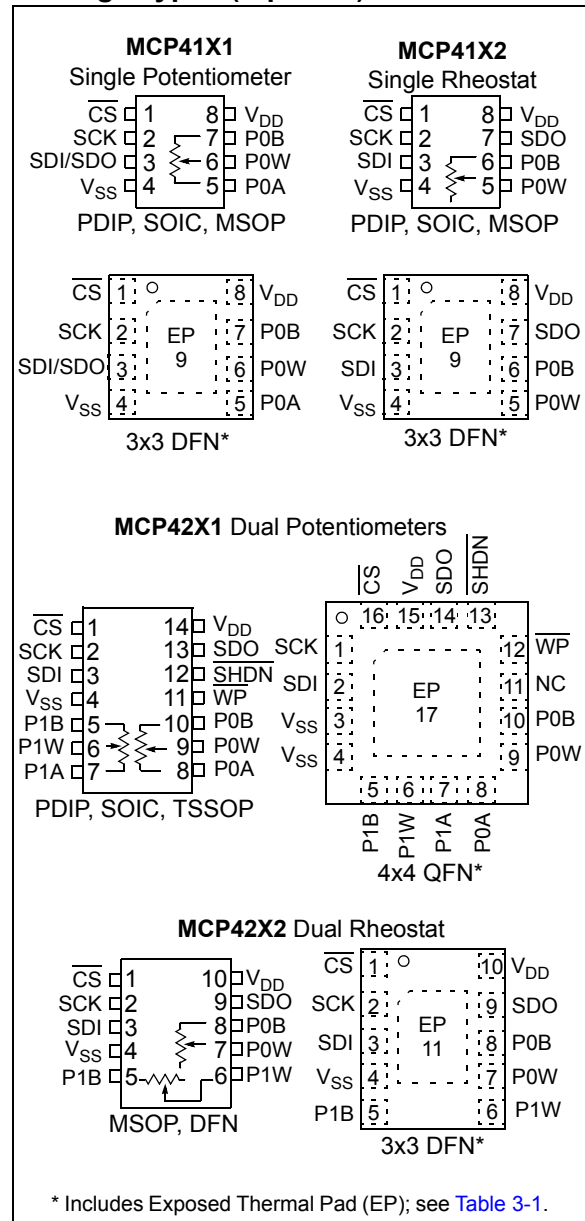 MCP41X1
Single Potentiometer
CS 1 8 VDD
SCK 2 7 P0B
SDI/SDO 3 6 P0W
VSS 4 5 P0A
PDIP, SOIC, MSOP
MCP41X2
Single Rheostat
CS 1 8 VDD
SCK 2 7 SDO
SDI 3 6 P0B
VSS 4 5 P0W
PDIP, SOIC, MSOP
CS 1 8 VDD
SCK 2 EP 7 P0B
SDI/SDO 3 9 6 P0W
VSS 4 5 P0A
3x3 DFN*
CS 1 8 VDD
SCK 2 EP 7 SDO
SDI 3 9 6 P0B
VSS 4 5 P0W
3x3 DFN*
MCP42X1 Dual Potentiometers
CS 1 14 VDD
SCK 2 13 SDO
SDI 3 12 SHDN
VSS 4 11 WP
P1B 5 10 P0B
P1W 6 9 P0W
P1A 7 8 P0A
PDIP, SOIC, TSSOP
CS VDD SDO SHDN
16 15 14 13
SCK 1 12 WP
SDI 2 EP 11 NC
VSS 3 17 10 P0B
VSS 4 9 P0W
5 6 7 8
P1B P1W P1A P0A
4x4 QFN*
MCP42X2 Dual Rheostat
CS 1 10 VDD
SCK 2 9 SDO
SDI 3 8 P0B
VSS 4 7 P0W
P1B 5 6 P1W
MSOP, DFN
CS 1 10 VDD
SCK 2 9 SDO
EP
SDI 3 11 8 P0B
VSS 4 7 P0W
P1B 5 6 P1W
3x3 DFN*
* Includes Exposed Thermal Pad (EP); see Table 3-1.